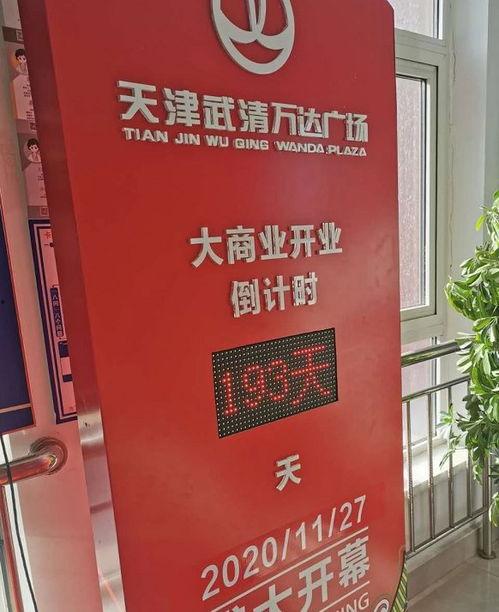 天津武清万达广场
TIAN JIN WU QING WANDA PLAZA
大商业开业
倒计时
193天
天
2020/11/27
大开幕